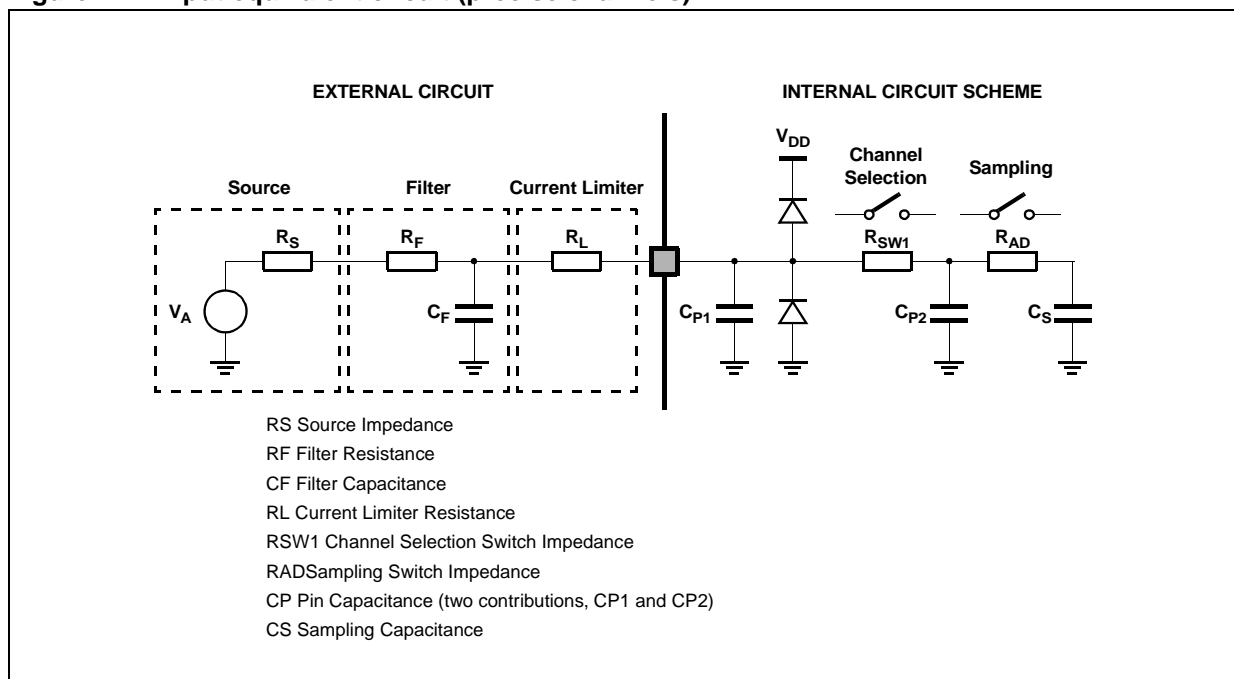 EXTERNAL CIRCUIT
INTERNAL CIRCUIT SCHEME
VDD
Channel
Selection
Sampling
Source
Filter
Current Limiter
RS
RF
RL
RSW1
RAD
VA
CF
CP1
CP2
CS
RS Source Impedance
RF Filter Resistance
CF Filter Capacitance
RL Current Limiter Resistance
RSW1 Channel Selection Switch Impedance
RADSampling Switch Impedance
CP Pin Capacitance (two contributions, CP1 and CP2)
CS Sampling Capacitance